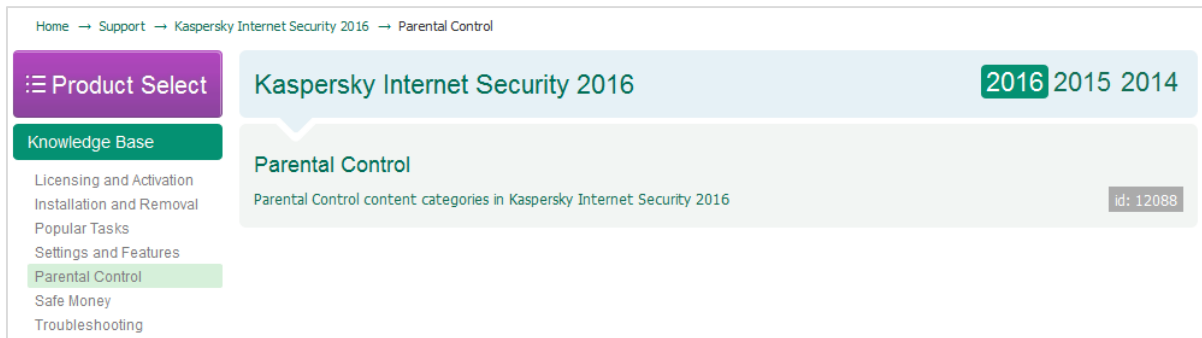 Home → Support → Kaspersky Internet Security 2016 → Parental Control
Product Select
Kaspersky Internet Security 2016
2016 2015 2014
Knowledge Base
Licensing and Activation
Installation and Removal
Popular Tasks
Settings and Features
Parental Control
Safe Money
Troubleshooting
Parental Control
Parental Control content categories in Kaspersky Internet Security 2016
id: 12088